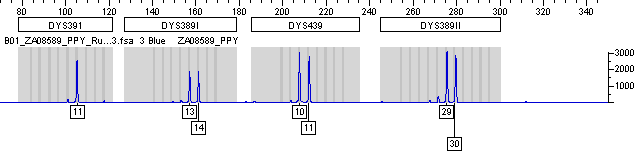 80 100 120 140 160 180 200 220 240 260 280 300 320 340
DYS391 DYS389I DYS439 DYS389II
B01_ZA08589_PPY_Ru...3.fsa 3 Blue ZA08589_PPY
3000
2000
1000
0
11 13 10 29
14 11 30